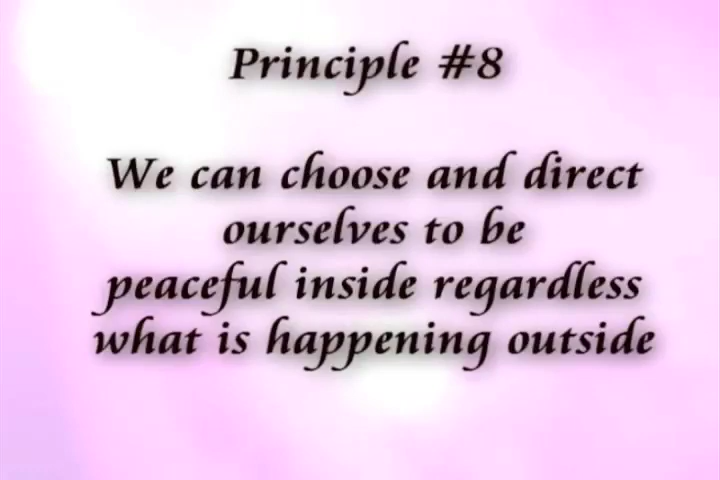 Principle #8
We can choose and direct
ourselves to be
peaceful inside regardless
what is happening outside